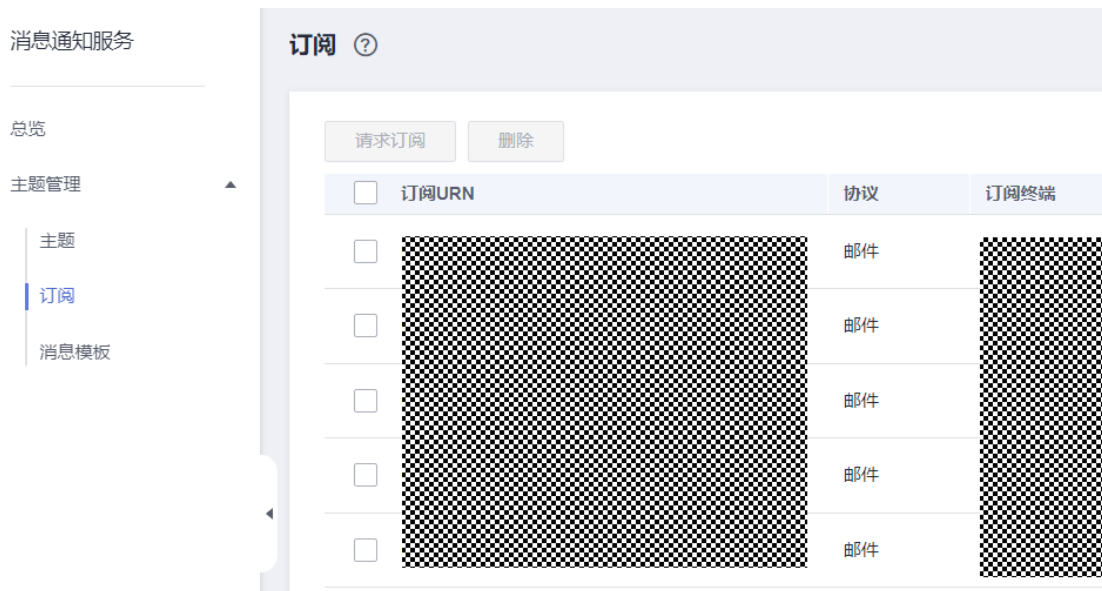 消息通知服务
总览
主题管理
主题
订阅
消息模板
订阅 ?
请求订阅 删除
订阅URN 协议 订阅终端
邮件
邮件
邮件
邮件
邮件